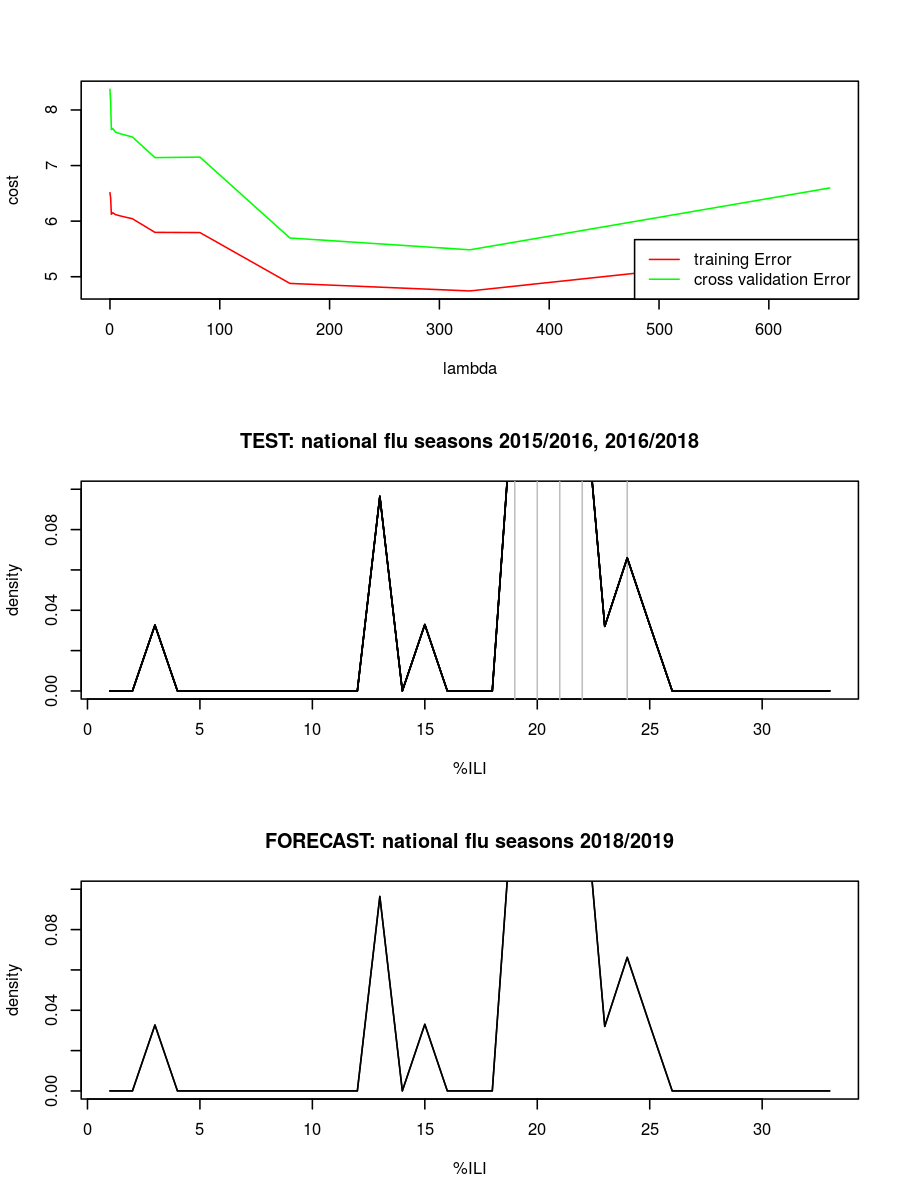 8
7
6
5
cost
training Error
cross validation Error
0 100 200 300 400 500 600
lambda
TEST: national flu seasons 2015/2016, 2016/2018
0.08
0.04
0.00
density
0 5 10 15 20 25 30
%ILI
FORECAST: national flu seasons 2018/2019
0.08
0.04
0.00
density
0 5 10 15 20 25 30
%ILI